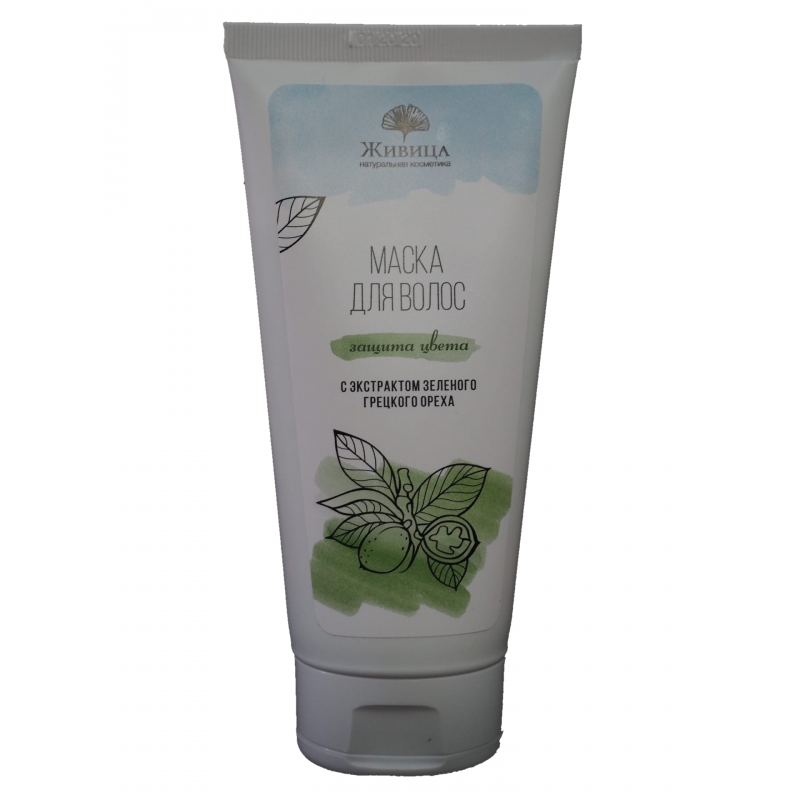 Живица
натуральная косметика
МАСКА
ДЛЯ ВОЛОС
защита цвета
С ЭКСТРАКТОМ ЗЕЛЕНОГО
ГРЕЦКОГО ОРЕХА